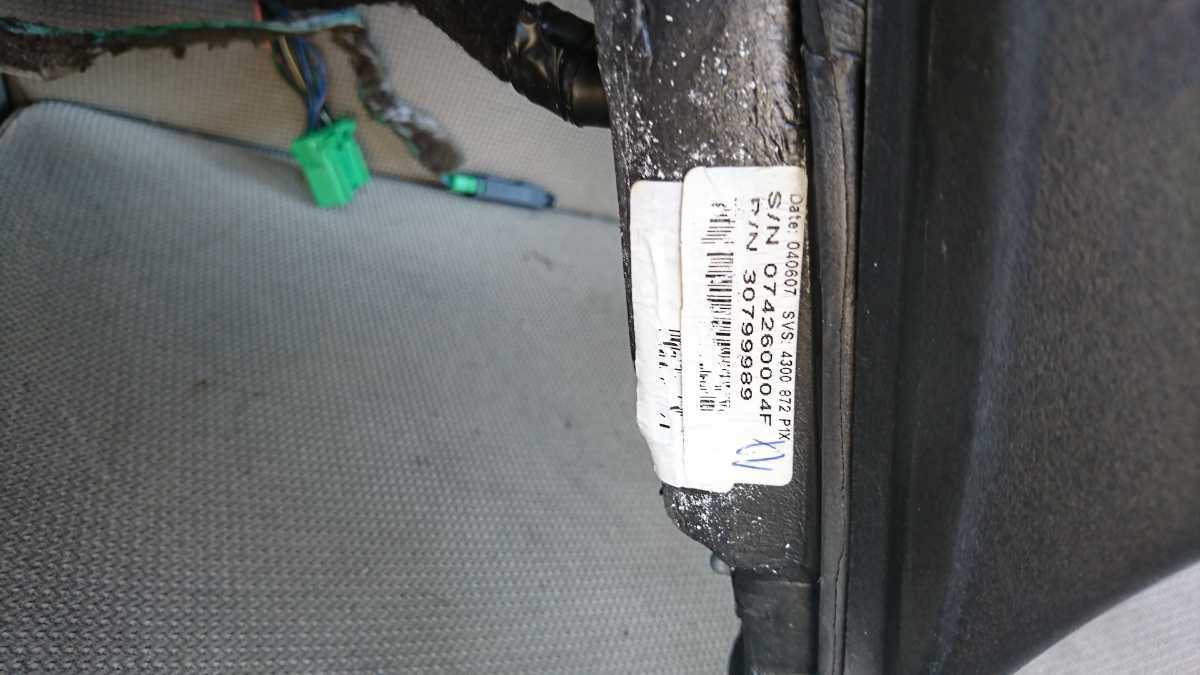 Date: 040607 SVS: 4300 872 P1X
S/N 074260004F
P/N 30799989